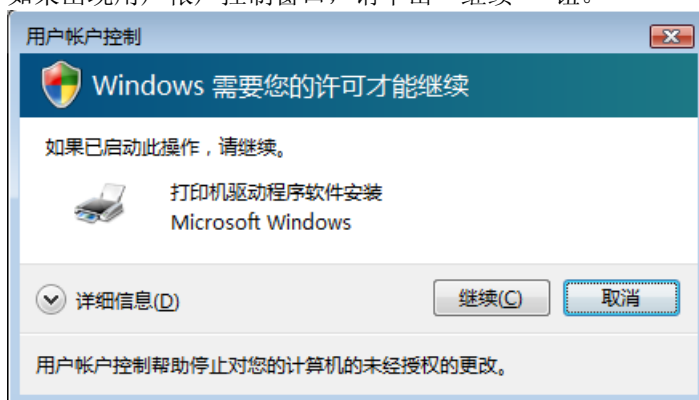 用户帐户控制
Windows 需要您的许可才能继续
如果已启动此操作，请继续。
打印机驱动程序软件安装
Microsoft Windows
详细信息(D)
继续(C)
取消
用户帐户控制帮助停止对您的计算机的未经授权的更改。